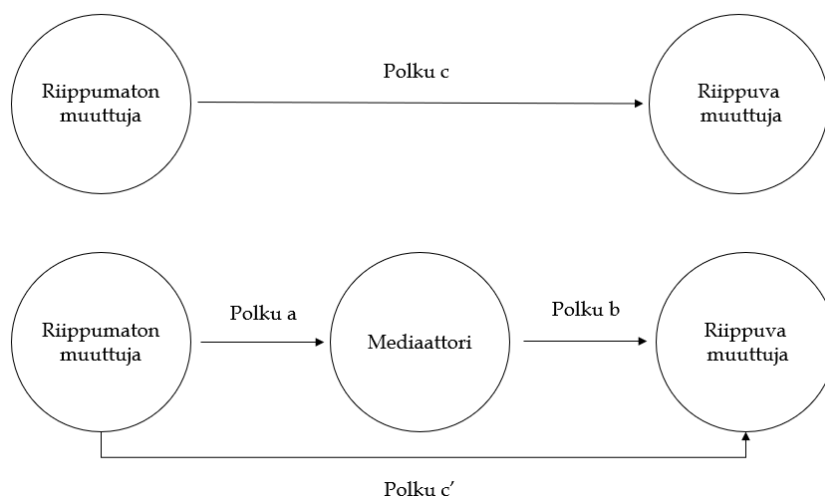 Polku c
Riippumaton
muuttuja
Riippuva
muuttuja
Polku a
Polku b
Riippumaton
muuttuja
Mediaattori
Riippuva
muuttuja
Polku c’